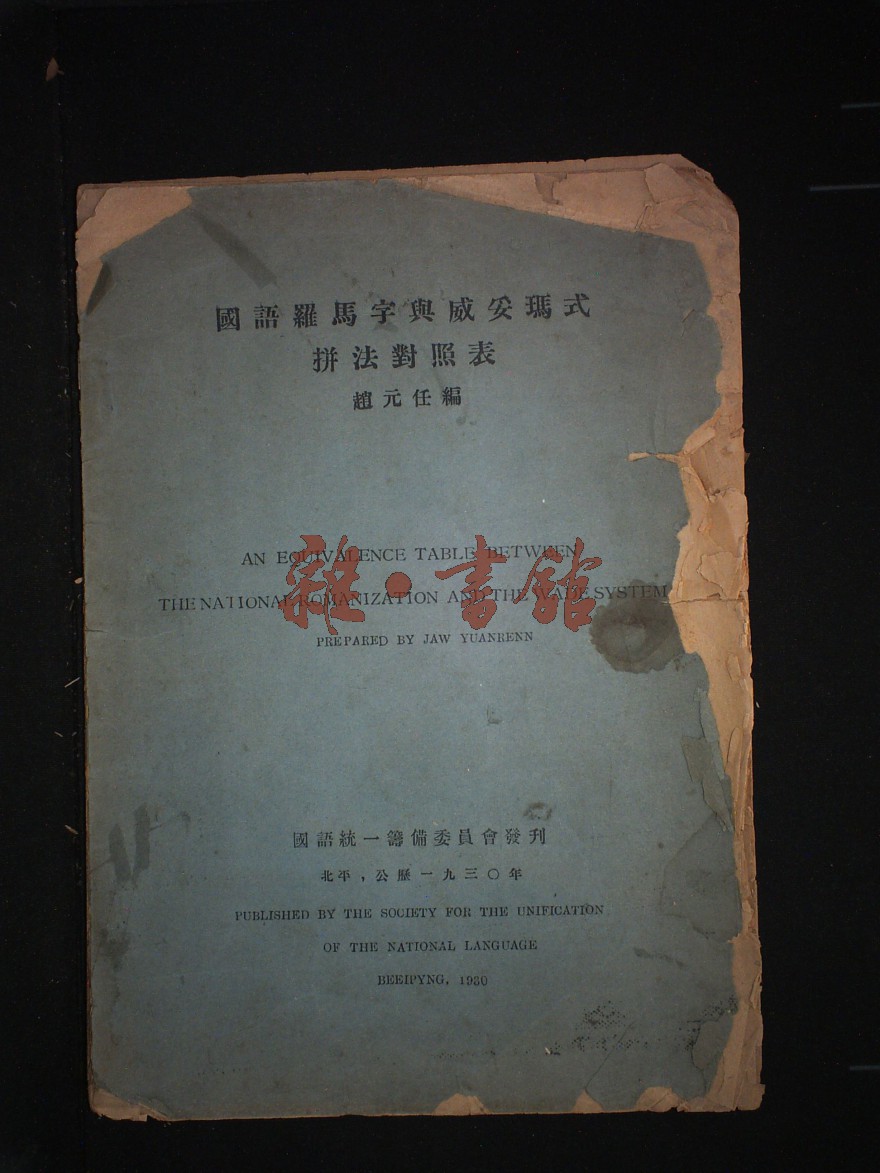 國語羅馬字與威妥瑪式
拼法對照表
趙元任編
AN EQUIVALENCE TABLE BETWEEN
THE NATIONAL ROMANIZATION AND THE WADE SYSTEM
雜·書館
PREPARED BY JAW YUANRENN
國語統一籌備委員會發刊
北平，公歷一九三〇年
PUBLISHED BY THE SOCIETY FOR THE UNIFICATION
OF THE NATIONAL LANGUAGE
BEEIPYNG, 1930